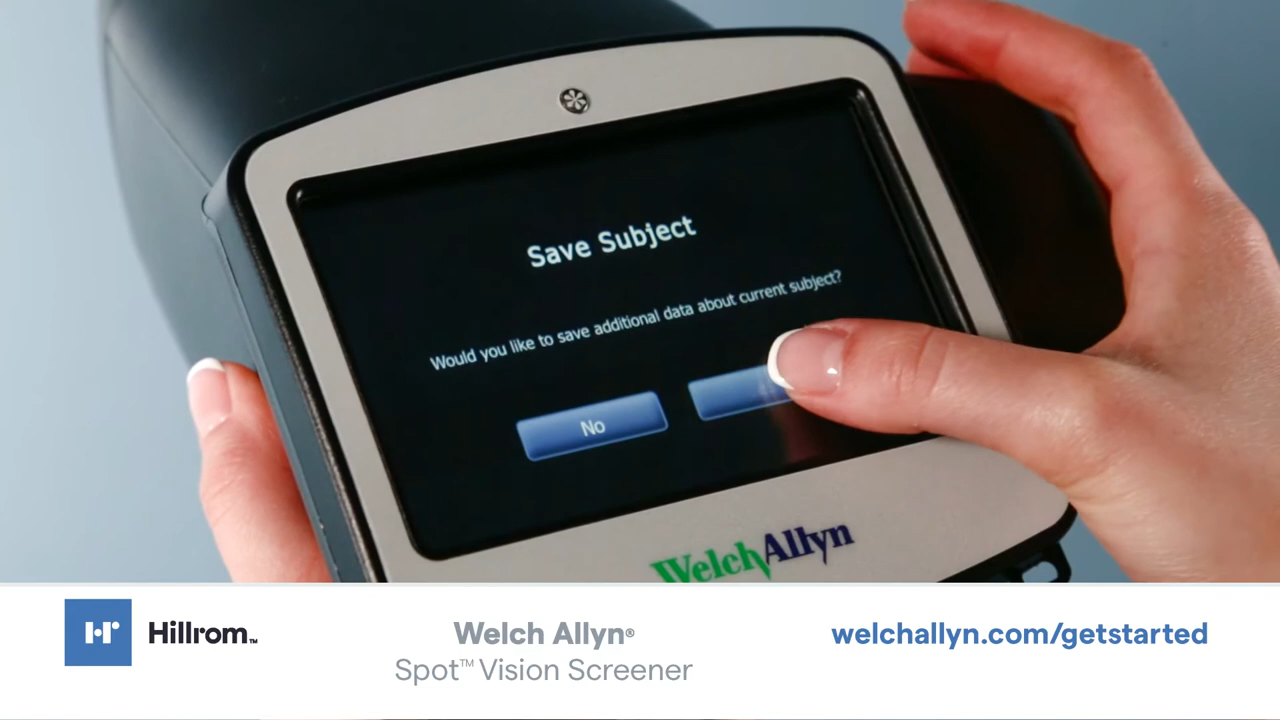 Save Subject
Would you like to save additional data about current subject?
No
WelchAllyn
Hillrom™
Welch Allyn®
Spot™ Vision Screener
welchallyn.com/getstarted